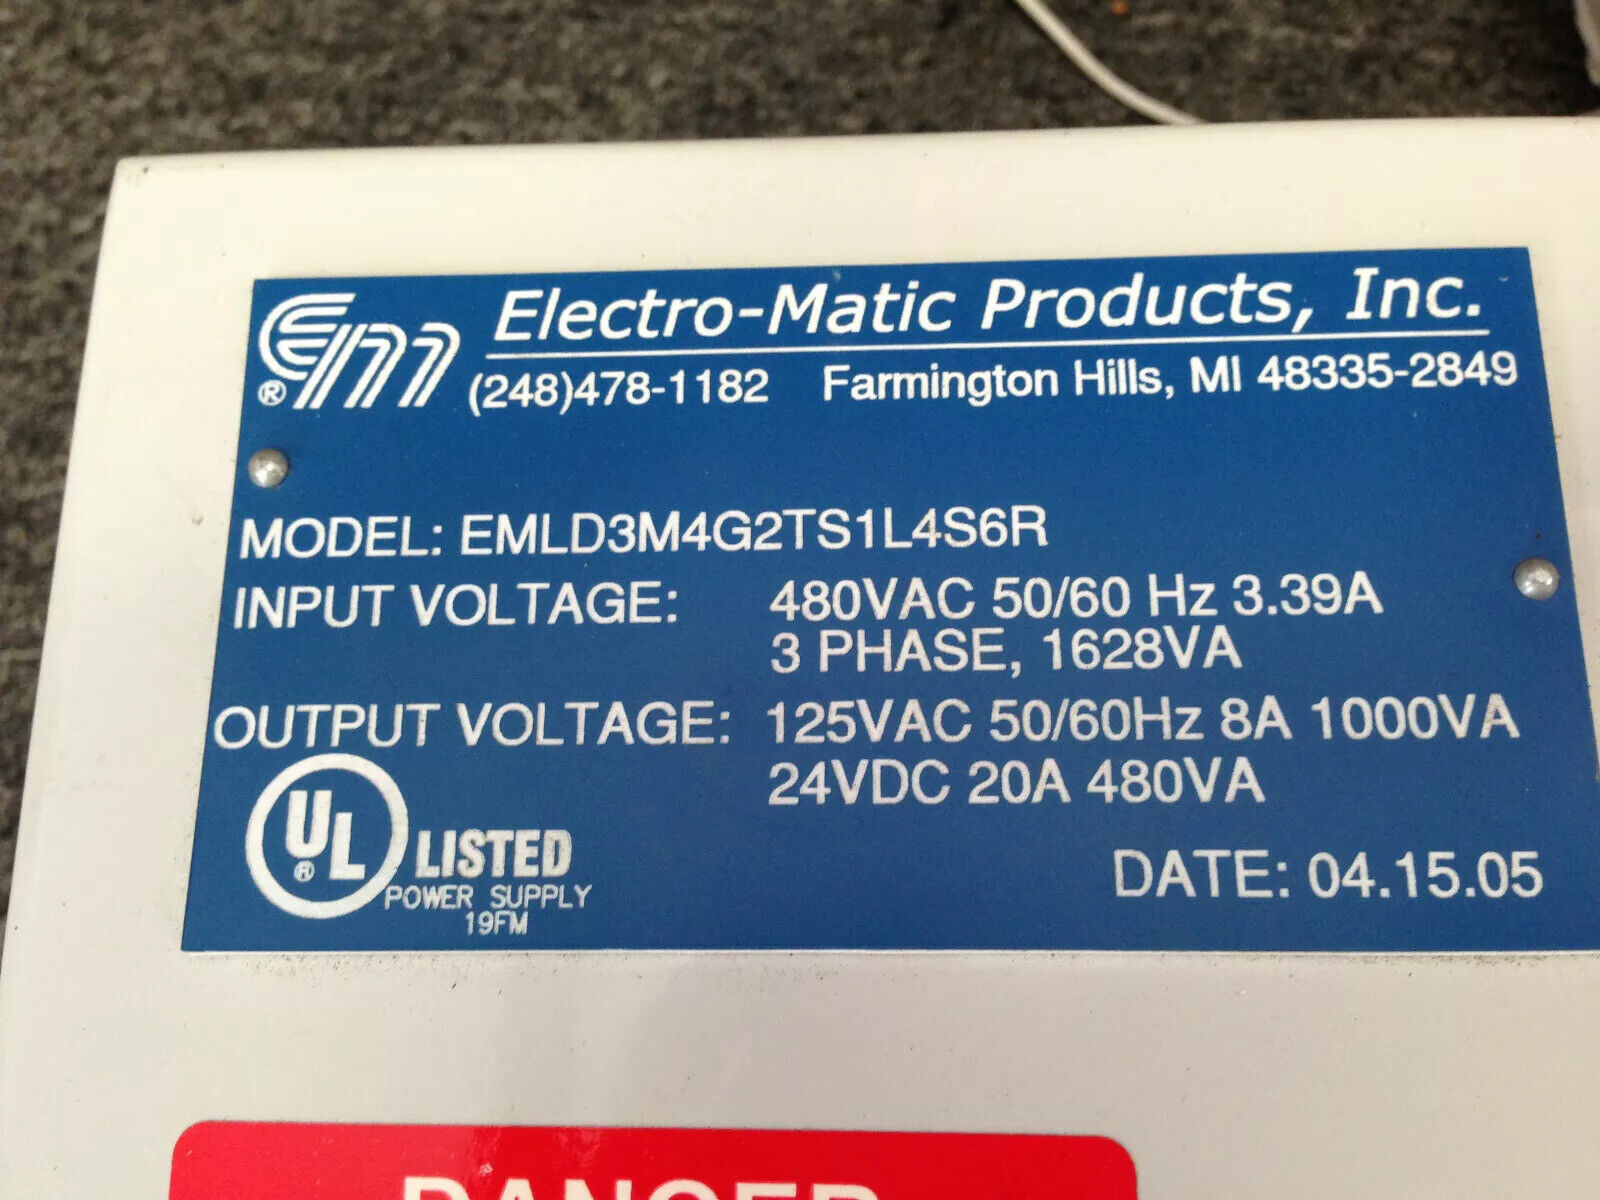 Em Electro-Matic Products, Inc.
® (248)478-1182 Farmington Hills, MI 48335-2849
MODEL: EMLD3M4G2TS1L4S6R
INPUT VOLTAGE: 480VAC 50/60 Hz 3.39A
3 PHASE, 1628VA
OUTPUT VOLTAGE: 125VAC 50/60Hz 8A 1000VA
24VDC 20A 480VA
UL ® LISTED
POWER SUPPLY
19FM
DATE: 04.15.05
DANGER